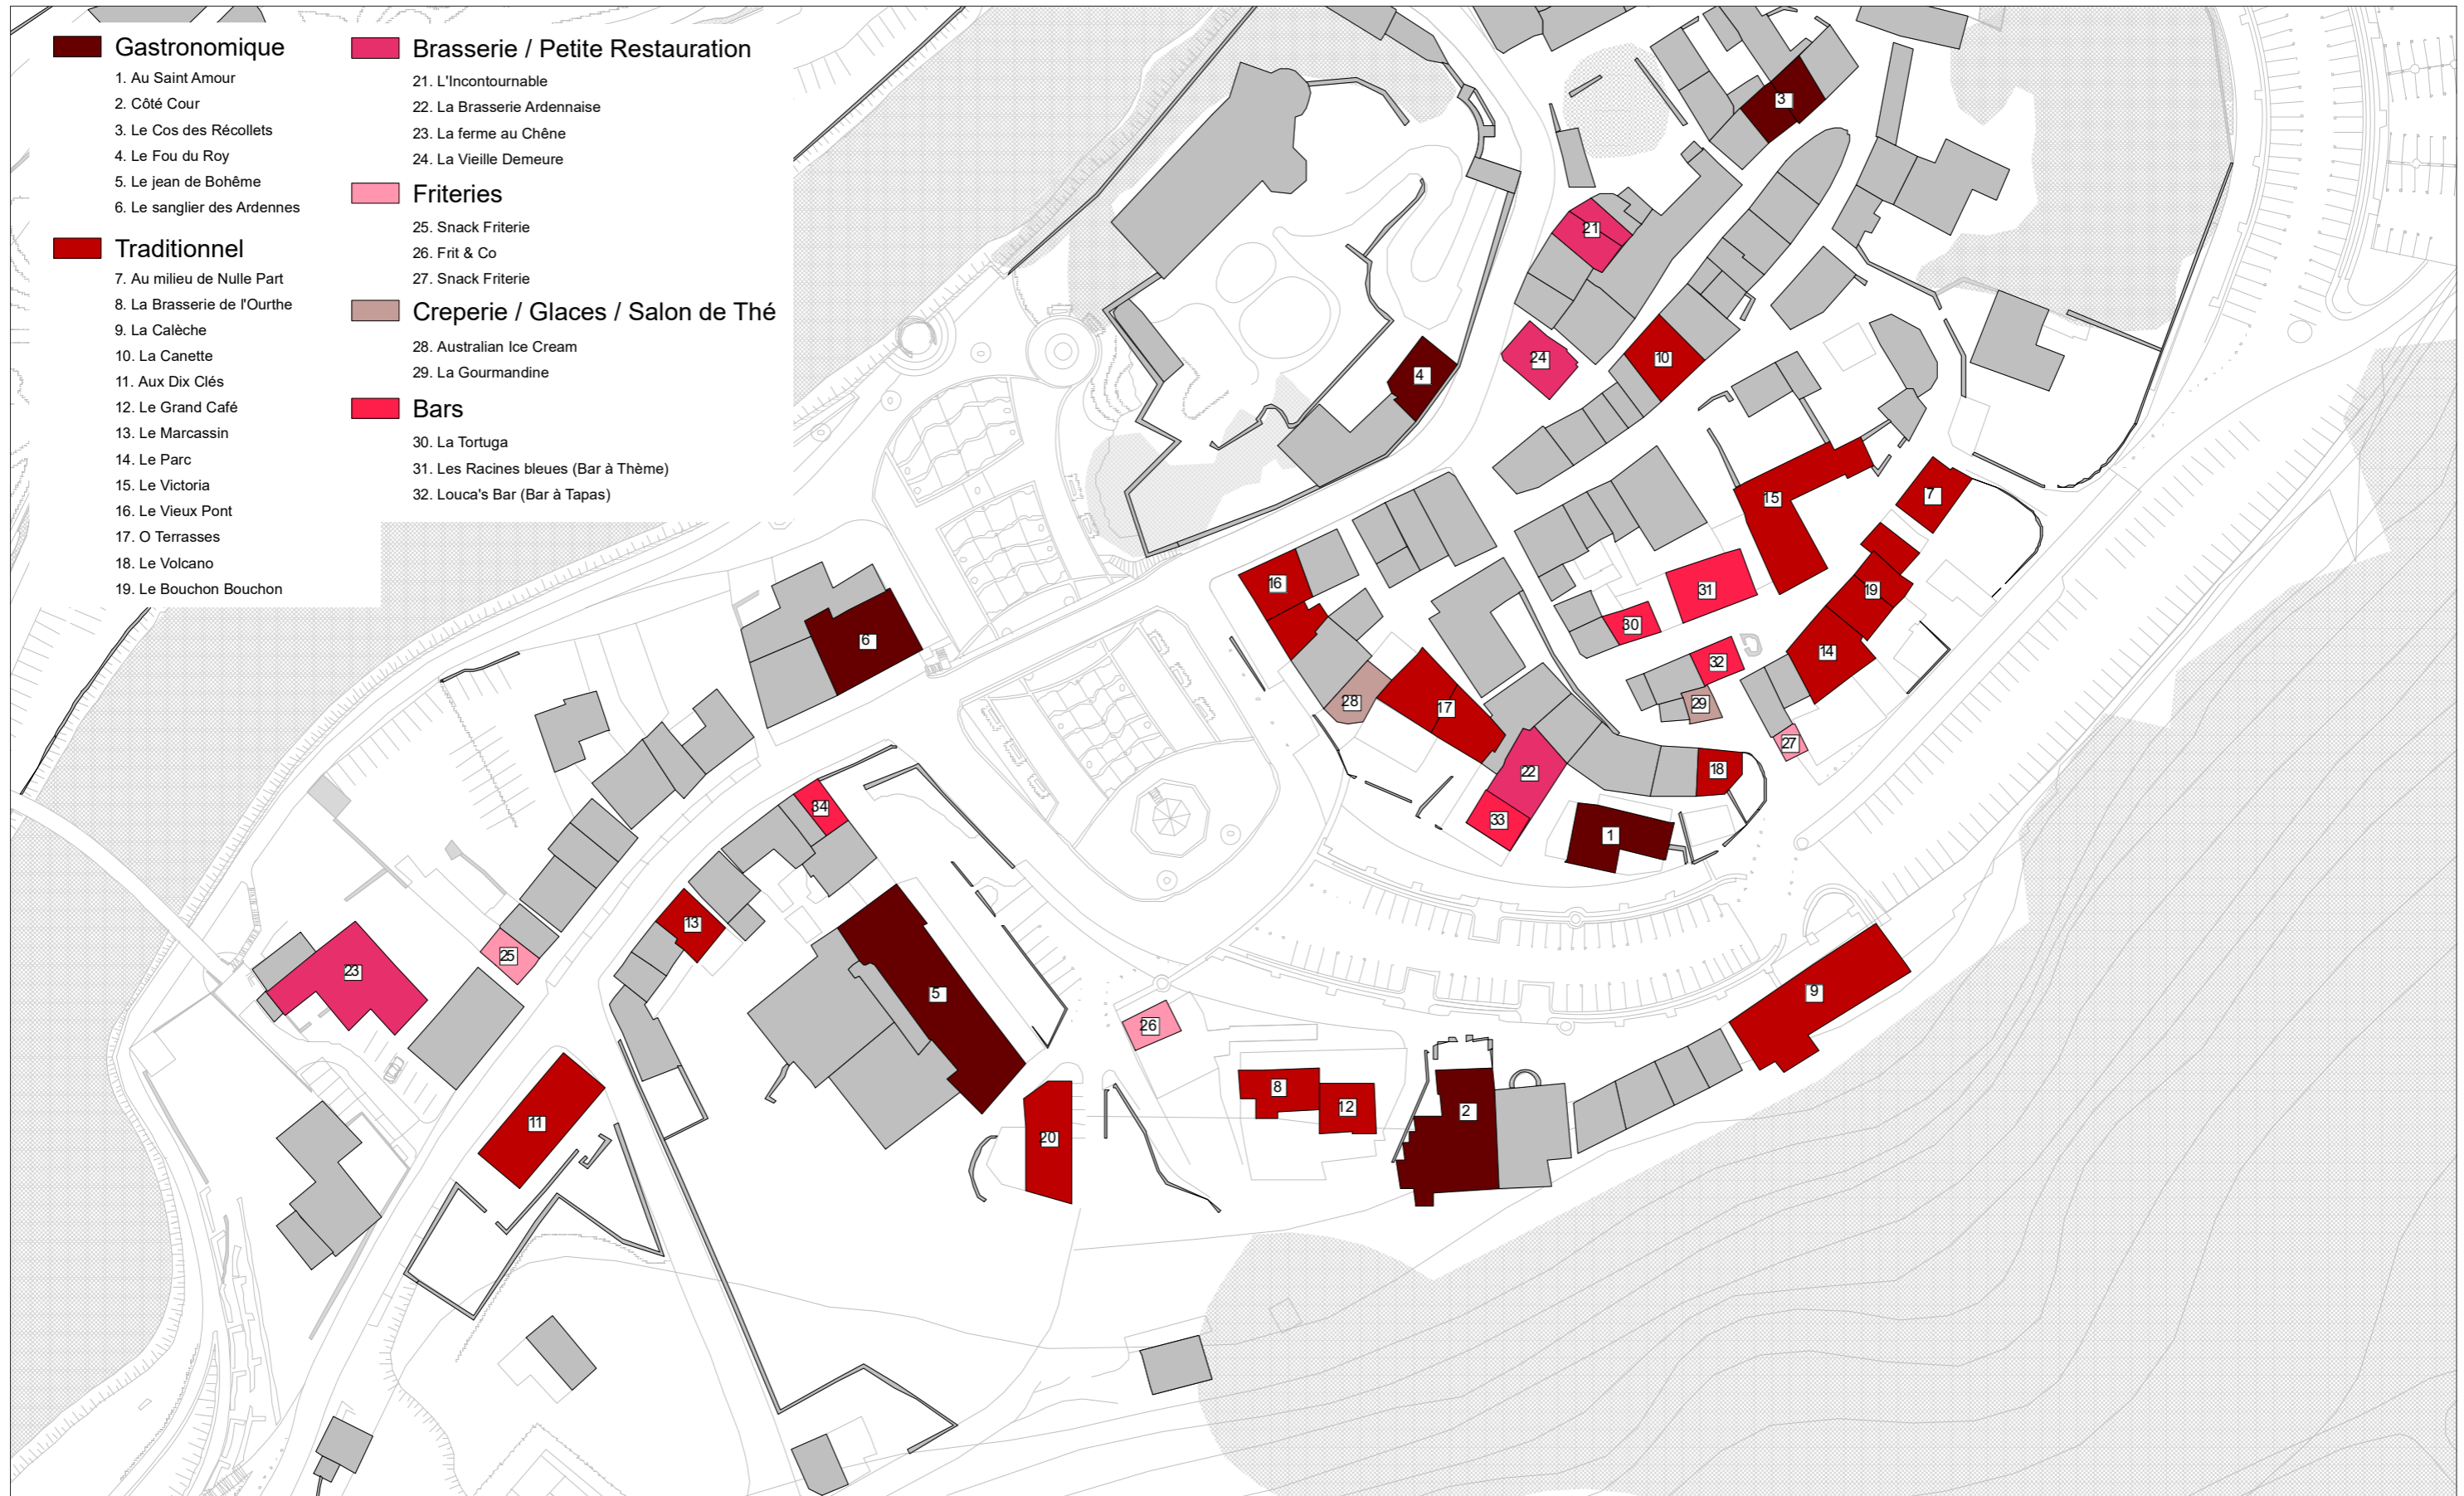 Gastronomique
1. Au Saint Amour
2. Côté Cour
3. Le Cos des Récollets
4. Le Fou du Roy
5. Le jean de Bohême
6. Le sanglier des Ardennes
Traditionnel
7. Au milieu de Nulle Part
8. La Brasserie de l'Ourthe
9. La Calèche
10. La Canette
11. Aux Dix Clés
12. Le Grand Café
13. Le Marcassin
14. Le Parc
15. Le Victoria
16. Le Vieux Pont
17. O Terrasses
18. Le Volcano
19. Le Bouchon Bouchon
Brasserie / Petite Restauration
21. L'Incontournable
22. La Brasserie Ardennaise
23. La ferme au Chêne
24. La Vieille Demeure
Friteries
25. Snack Friterie
26. Frit & Co
27. Snack Friterie
Creperie / Glaces / Salon de Thé
28. Australian Ice Cream
29. La Gourmandine
Bars
30. La Tortuga
31. Les Racines bleues (Bar à Thème)
32. Louca's Bar (Bar à Tapas)
3
21
24
10
4
15
7
16
31
19
30
6
14
32
28
17
29
27
22
18
34
33
1
13
25
23
5
9
26
8
12
2
11
20